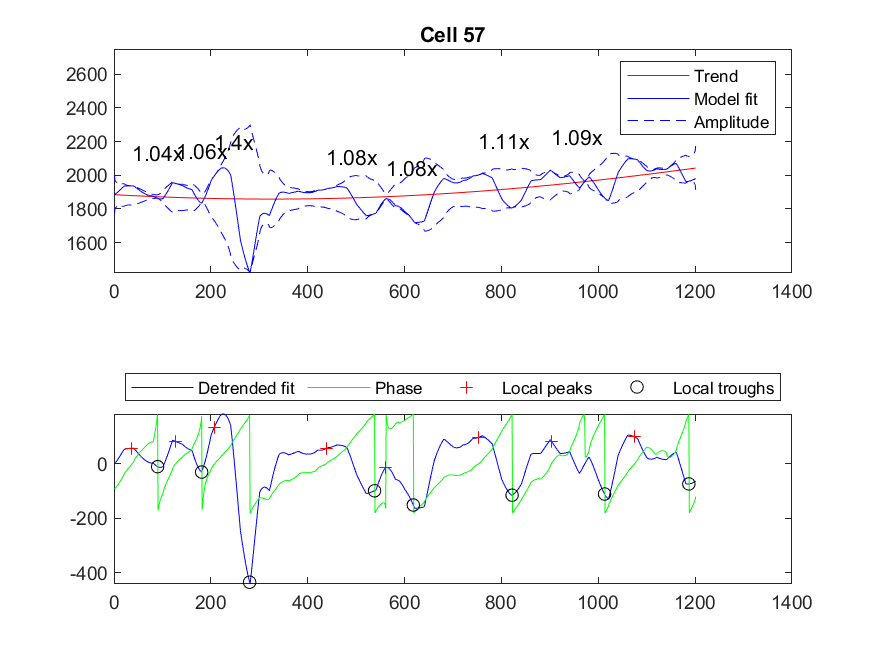 Cell 57
2600
2400
2200
2000
1800
1600
0 200 400 600 800 1000 1200 1400
1.04x
1.06x
1.4x
1.08x
1.08x
1.11x
1.09x
Trend
Model fit
Amplitude
Detrended fit Phase Local peaks Local troughs
0
-200
-400
0 200 400 600 800 1000 1200 1400